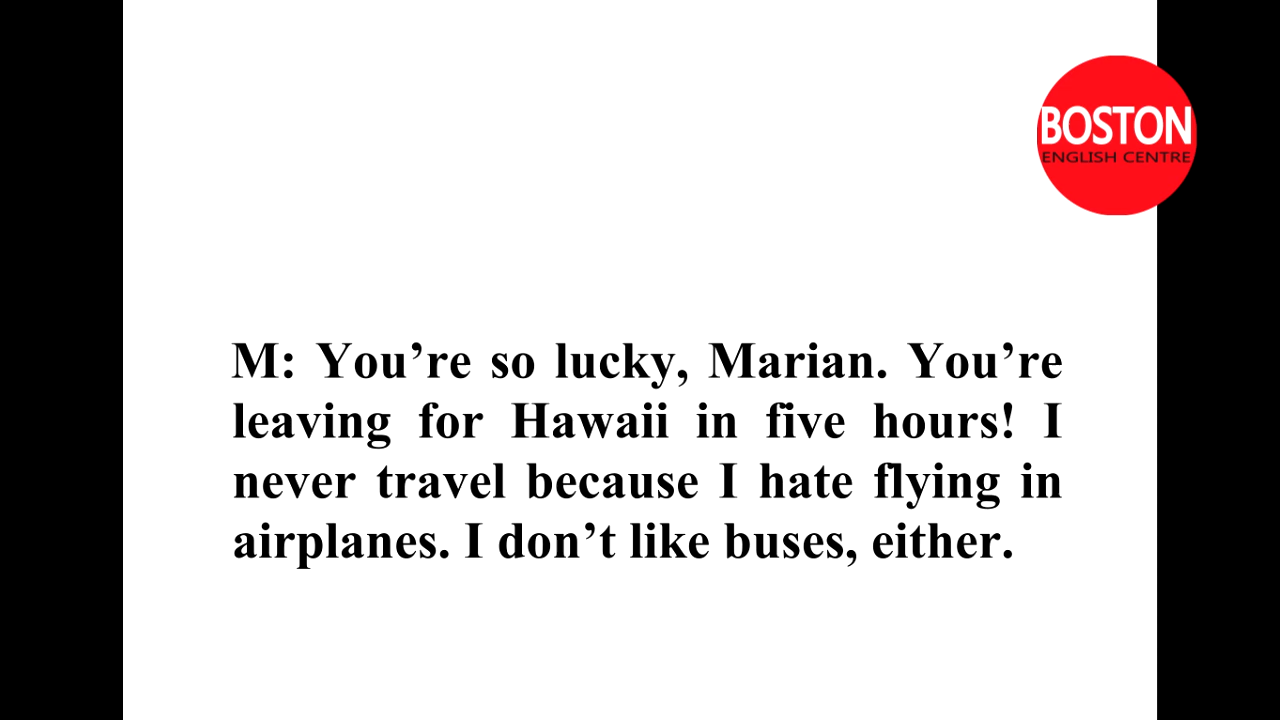 BOSTON
ENGLISH CENTRE
M: You’re so lucky, Marian. You’re
leaving for Hawaii in five hours! I
never travel because I hate flying in
airplanes. I don’t like buses, either.